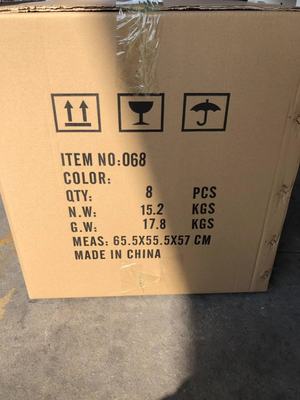 ITEM NO:068
COLOR:
QTY: 8 PCS
N.W: 15.2 KGS
G.W: 17.8 KGS
MEAS: 65.5X55.5X57 CM
MADE IN CHINA